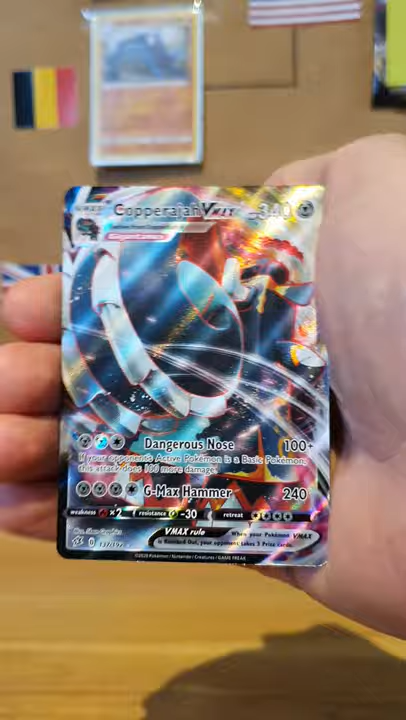 VMAX Copperajah VMAX 340
Gigantamax
Dangerous Nose 100+
If your opponent's Active Pokémon is a Basic Pokémon,
this attack does 100 more damage.
G-Max Hammer 240
weakness ×2 resistance -30 retreat
VMAX rule When your Pokémon VMAX
is Knocked Out, your opponent takes 3 Prize cards.
©2020 Pokémon / Nintendo / Creatures / GAME FREAK